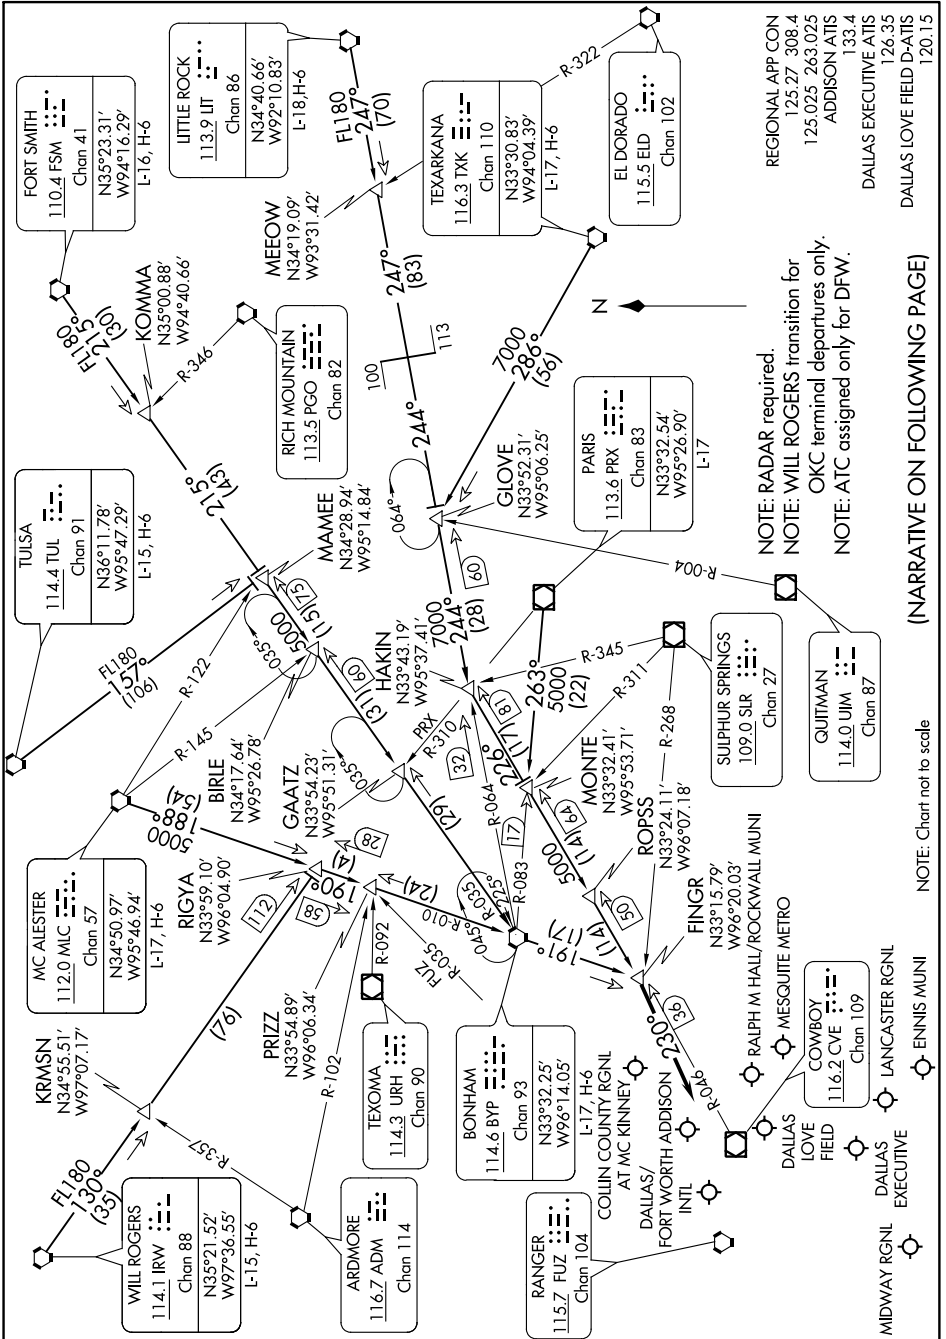 FORT SMITH
110.4 FSM
Chan 41
N35°23.31′
W94°16.29′
L-16, H-6
LITTLE ROCK
113.9 LIT
Chan 86
N34°40.66′
W92°10.83′
L-18,H-6
TEXARKANA
116.3 TXK
Chan 110
N33°30.83′
W94°04.39′
L-17, H-6
EL DORADO
115.5 ELD
Chan 102
R-322
REGIONAL APP CON
125.27 308.4
125.025 263.025
ADDISON ATIS
133.4
DALLAS EXECUTIVE ATIS
126.35
DALLAS LOVE FIELD D-ATIS
120.15
FL180
215°
(30)
KOMMA
N35°00.88′
W94°40.66′
R-346
RICH MOUNTAIN
113.5 PGO
Chan 82
MEEOW
N34°19.09′
W93°31.42′
FL180
247°
(70)
247°
(83)
100
113
244°
7000
286°
(56)
N
TULSA
114.4 TUL
Chan 91
N36°11.78′
W95°47.29′
L-15, H-6
FL180
157°
(106)
215°
(43)
MAMEE
N34°28.94′
W95°14.84′
064°
GLOVE
N33°52.31′
W95°06.25′
60
PARIS
113.6 PRX
Chan 83
N33°32.54′
W95°26.90′
L-17
NOTE: RADAR required.
NOTE: WILL ROGERS transition for
OKC terminal departures only.
NOTE: ATC assigned only for DFW.
R-004
QUITMAN
114.0 UIM
Chan 87
SULPHUR SPRINGS
109.0 SLR
Chan 27
R-345
R-311
R-268
MC ALESTER
112.0 MLC
Chan 57
N34°50.97′
W95°46.94′
L-17, H-6
R-122
R-145
5000
188°
(54)
5000
(15)
75
035°
BIRLE
N34°17.64′
W95°26.78′
60
(31)
035°
GAATZ
N33°54.23′
W95°51.31′
PRX
R-310
HAKIN
N33°43.19′
W95°37.41′
7000
244°
(28)
263°
5000
(22)
81
226°
(17)
MONTE
N33°32.41′
W95°53.71′
32
R-064
R-083
17
64
5000
(14)
50
ROPSS
N33°24.11′
W96°07.18′
(14)
(29)
R-035
225°
045°
RIGYA
N33°59.10′
W96°04.90′
112
58
28
190°
(4)
(24)
R-010
R-092
FUZ
R-035
PRIZZ
N33°54.89′
W96°06.34′
R-102
TEXOMA
114.3 URH
Chan 90
KRMSN
N34°55.51′
W97°07.17′
(76)
R-357
FL180
130°
(35)
WILL ROGERS
114.1 IRW
Chan 88
N35°21.52′
W97°36.55′
L-15, H-6
ARDMORE
116.7 ADM
Chan 114
BONHAM
114.6 BYP
Chan 93
N33°32.25′
W96°14.05′
L-17, H-6
191°
(17)
FINGR
N33°15.79′
W96°20.03′
36
230°
R-046
RANGER
115.7 FUZ
Chan 104
COWBOY
116.2 CVE
Chan 109
COLLIN COUNTY RGNL
AT MC KINNEY
DALLAS/
FORT WORTH
INTL
ADDISON
RALPH M HALL/ROCKWALL MUNI
MESQUITE METRO
DALLAS
LOVE
FIELD
DALLAS
EXECUTIVE
LANCASTER RGNL
ENNIS MUNI
MIDWAY RGNL
NOTE: Chart not to scale
(NARRATIVE ON FOLLOWING PAGE)